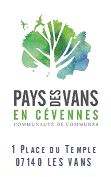 PAYS DES VANS
EN CÉVENNES
COMMUNAUTÉ DE COMMUNES
1 PLACE DU TEMPLE
07140 LES VANS